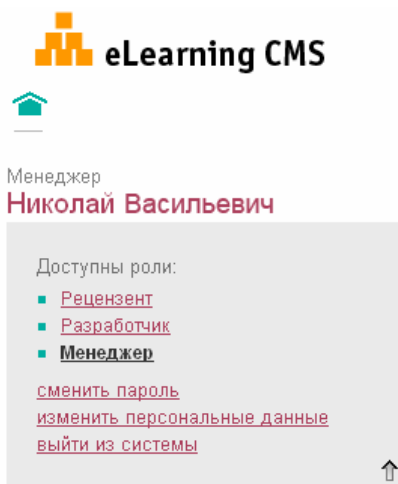 eLearning CMS
Менеджер
Николай Васильевич
Доступны роли:
Рецензент
Разработчик
Менеджер
сменить пароль
изменить персональные данные
выйти из системы